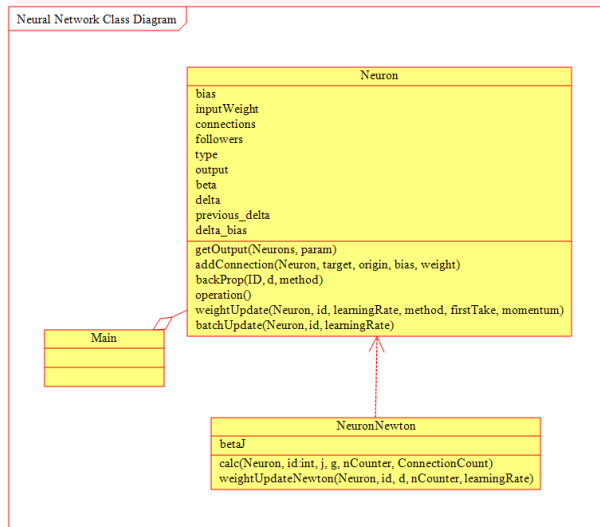 Neural Network Class Diagram
Neuron
bias
inputWeight
connections
followers
type
output
beta
delta
previous_delta
delta_bias
getOutput(Neurons, param)
addConnection(Neuron, target, origin, bias, weight)
backProp(ID, d, method)
operation()
weightUpdate(Neuron, id, learningRate, method, firstTake, momentum)
batchUpdate(Neuron, id, learningRate)
Main
NeuronNewton
betaJ
calc(Neuron, id:int, j, g, nCounter, ConnectionCount)
weightUpdateNewton(Neuron, id, d, nCounter, learningRate)